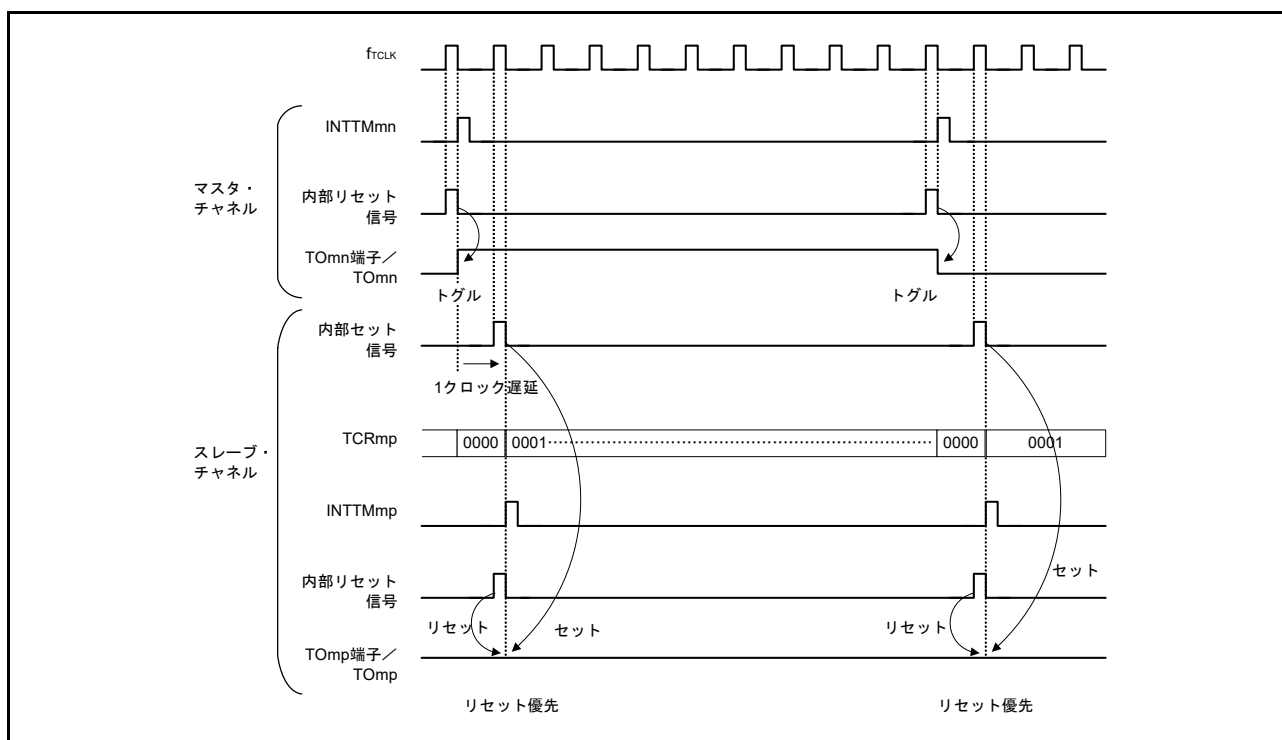 fTCLK
INTTMmn
マスタ・
チャネル
内部リセット
信号
TOmn端子／
TOmn
トグル
トグル
内部セット
信号
1クロック遅延
スレーブ・
チャネル
TCRmp
0000 0001 0000 0001
INTTMmp
内部リセット
信号
セット
リセット セット リセット
TOmp端子／
TOmp
リセット優先 リセット優先